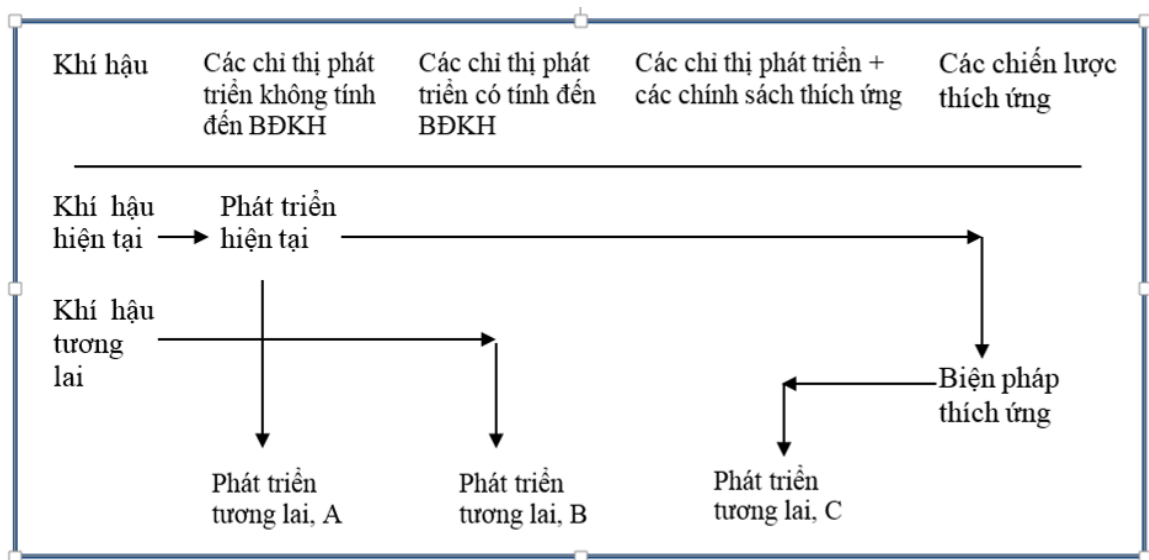 Khí hậu
Các chỉ thị phát
triển không tính
đến BĐKH
Các chỉ thị phát
triển có tính đến
BĐKH
Các chỉ thị phát triển +
các chính sách thích ứng
Các chiến lược
thích ứng
Khí hậu
hiện tại
Phát triển
hiện tại
Khí hậu
tương
lai
Biện pháp
thích ứng
Phát triển
tương lai, A
Phát triển
tương lai, B
Phát triển
tương lai, C